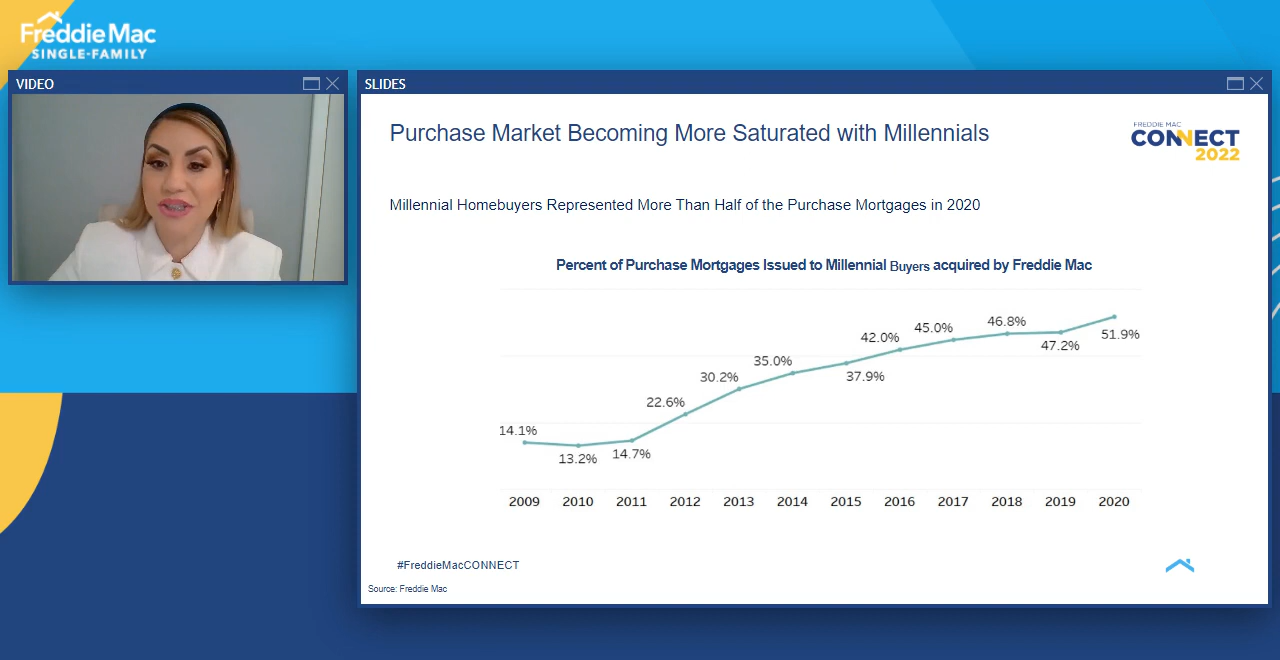 Freddie Mac
SINGLE-FAMILY
VIDEO
SLIDES
Purchase Market Becoming More Saturated with Millennials
FREDDIE MAC
CONNECT
2022
Millennial Homebuyers Represented More Than Half of the Purchase Mortgages in 2020
Percent of Purchase Mortgages Issued to Millennial Buyers acquired by Freddie Mac
14.1%
13.2%
14.7%
22.6%
30.2%
35.0%
37.9%
42.0%
45.0%
46.8%
47.2%
51.9%
2009 2010 2011 2012 2013 2014 2015 2016 2017 2018 2019 2020
#FreddieMacCONNECT
Source: Freddie Mac